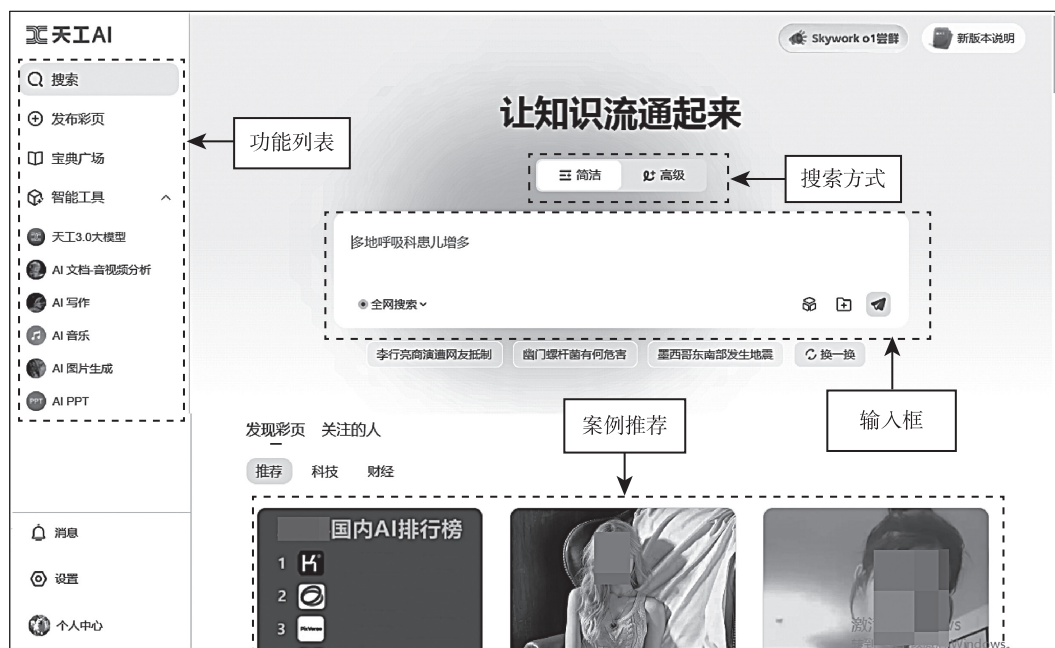 天工AI
搜索
发布彩页
宝典广场
智能工具
天工3.0大模型
AI 文档-音视频分析
AI 写作
AI 音乐
AI 图片生成
PPT
AI PPT
消息
设置
个人中心
功能列表
Skywork o1尝鲜
新版本说明
让知识流通起来
简洁
高级
搜索方式
多地呼吸科患儿增多
全网搜索
李行亮商演遭网友抵制
幽门螺杆菌有何危害
墨西哥东南部发生地震
换一换
输入框
案例推荐
发现彩页
关注的人
推荐
科技
财经
国内AI排行榜
1
2
3
PixVerse